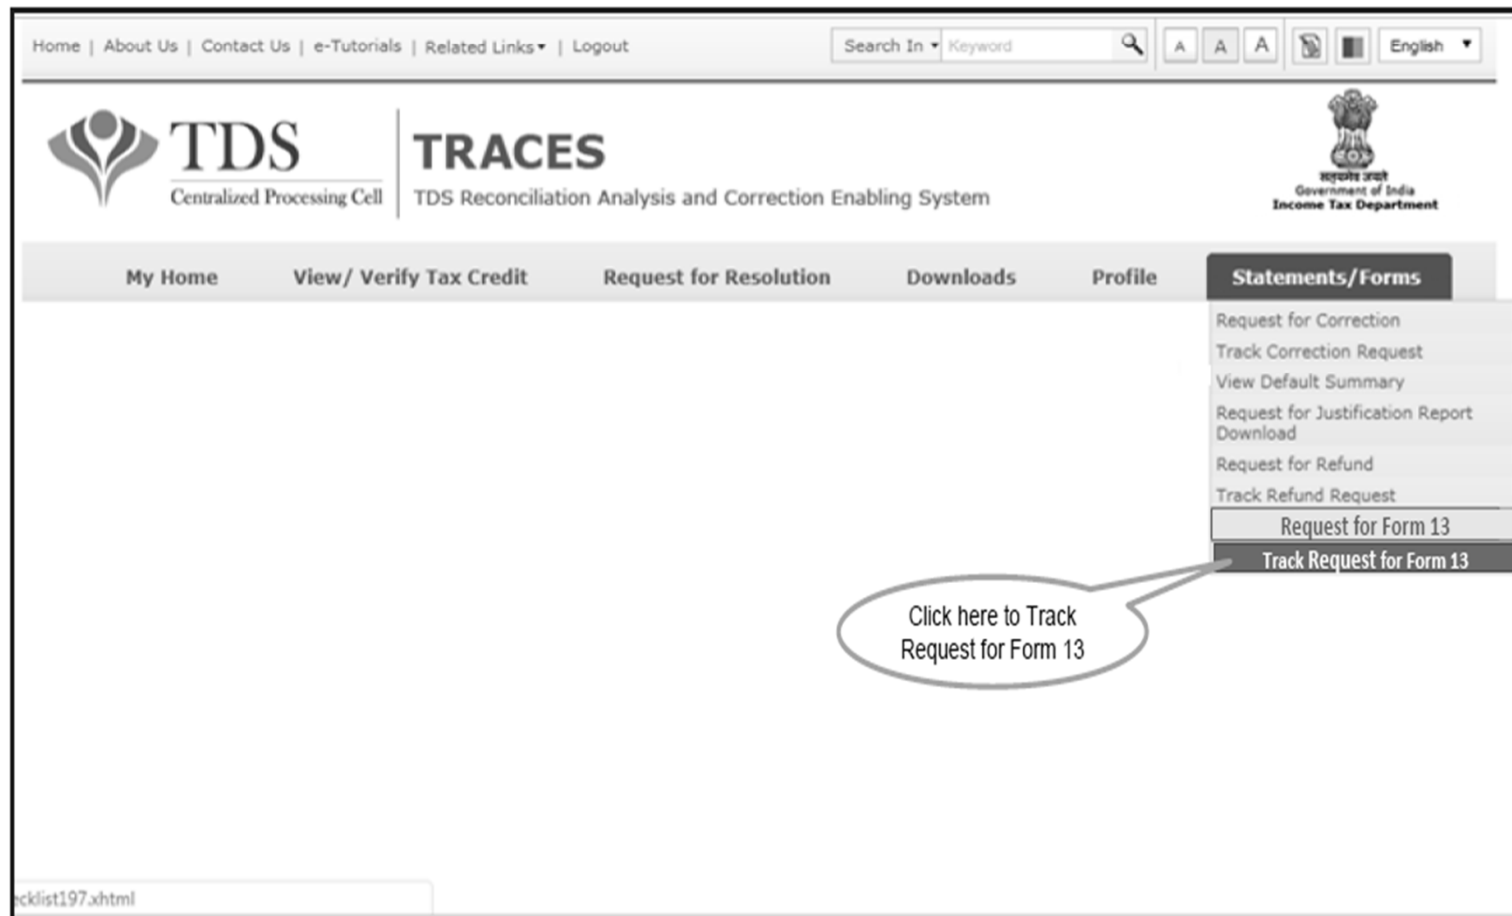 Home | About Us | Contact Us | e-Tutorials | Related Links▾ | Logout
Search In ▾ Keyword
A A A
English ▼
TDS
Centralized Processing Cell
TRACES
TDS Reconciliation Analysis and Correction Enabling System
सत्यमेव जयते
Government of India
Income Tax Department
My Home View/ Verify Tax Credit Request for Resolution Downloads Profile Statements/Forms
Request for Correction
Track Correction Request
View Default Summary
Request for Justification Report
Download
Request for Refund
Track Refund Request
Request for Form 13
Track Request for Form 13
Click here to Track
Request for Form 13
ecklist197.xhtml